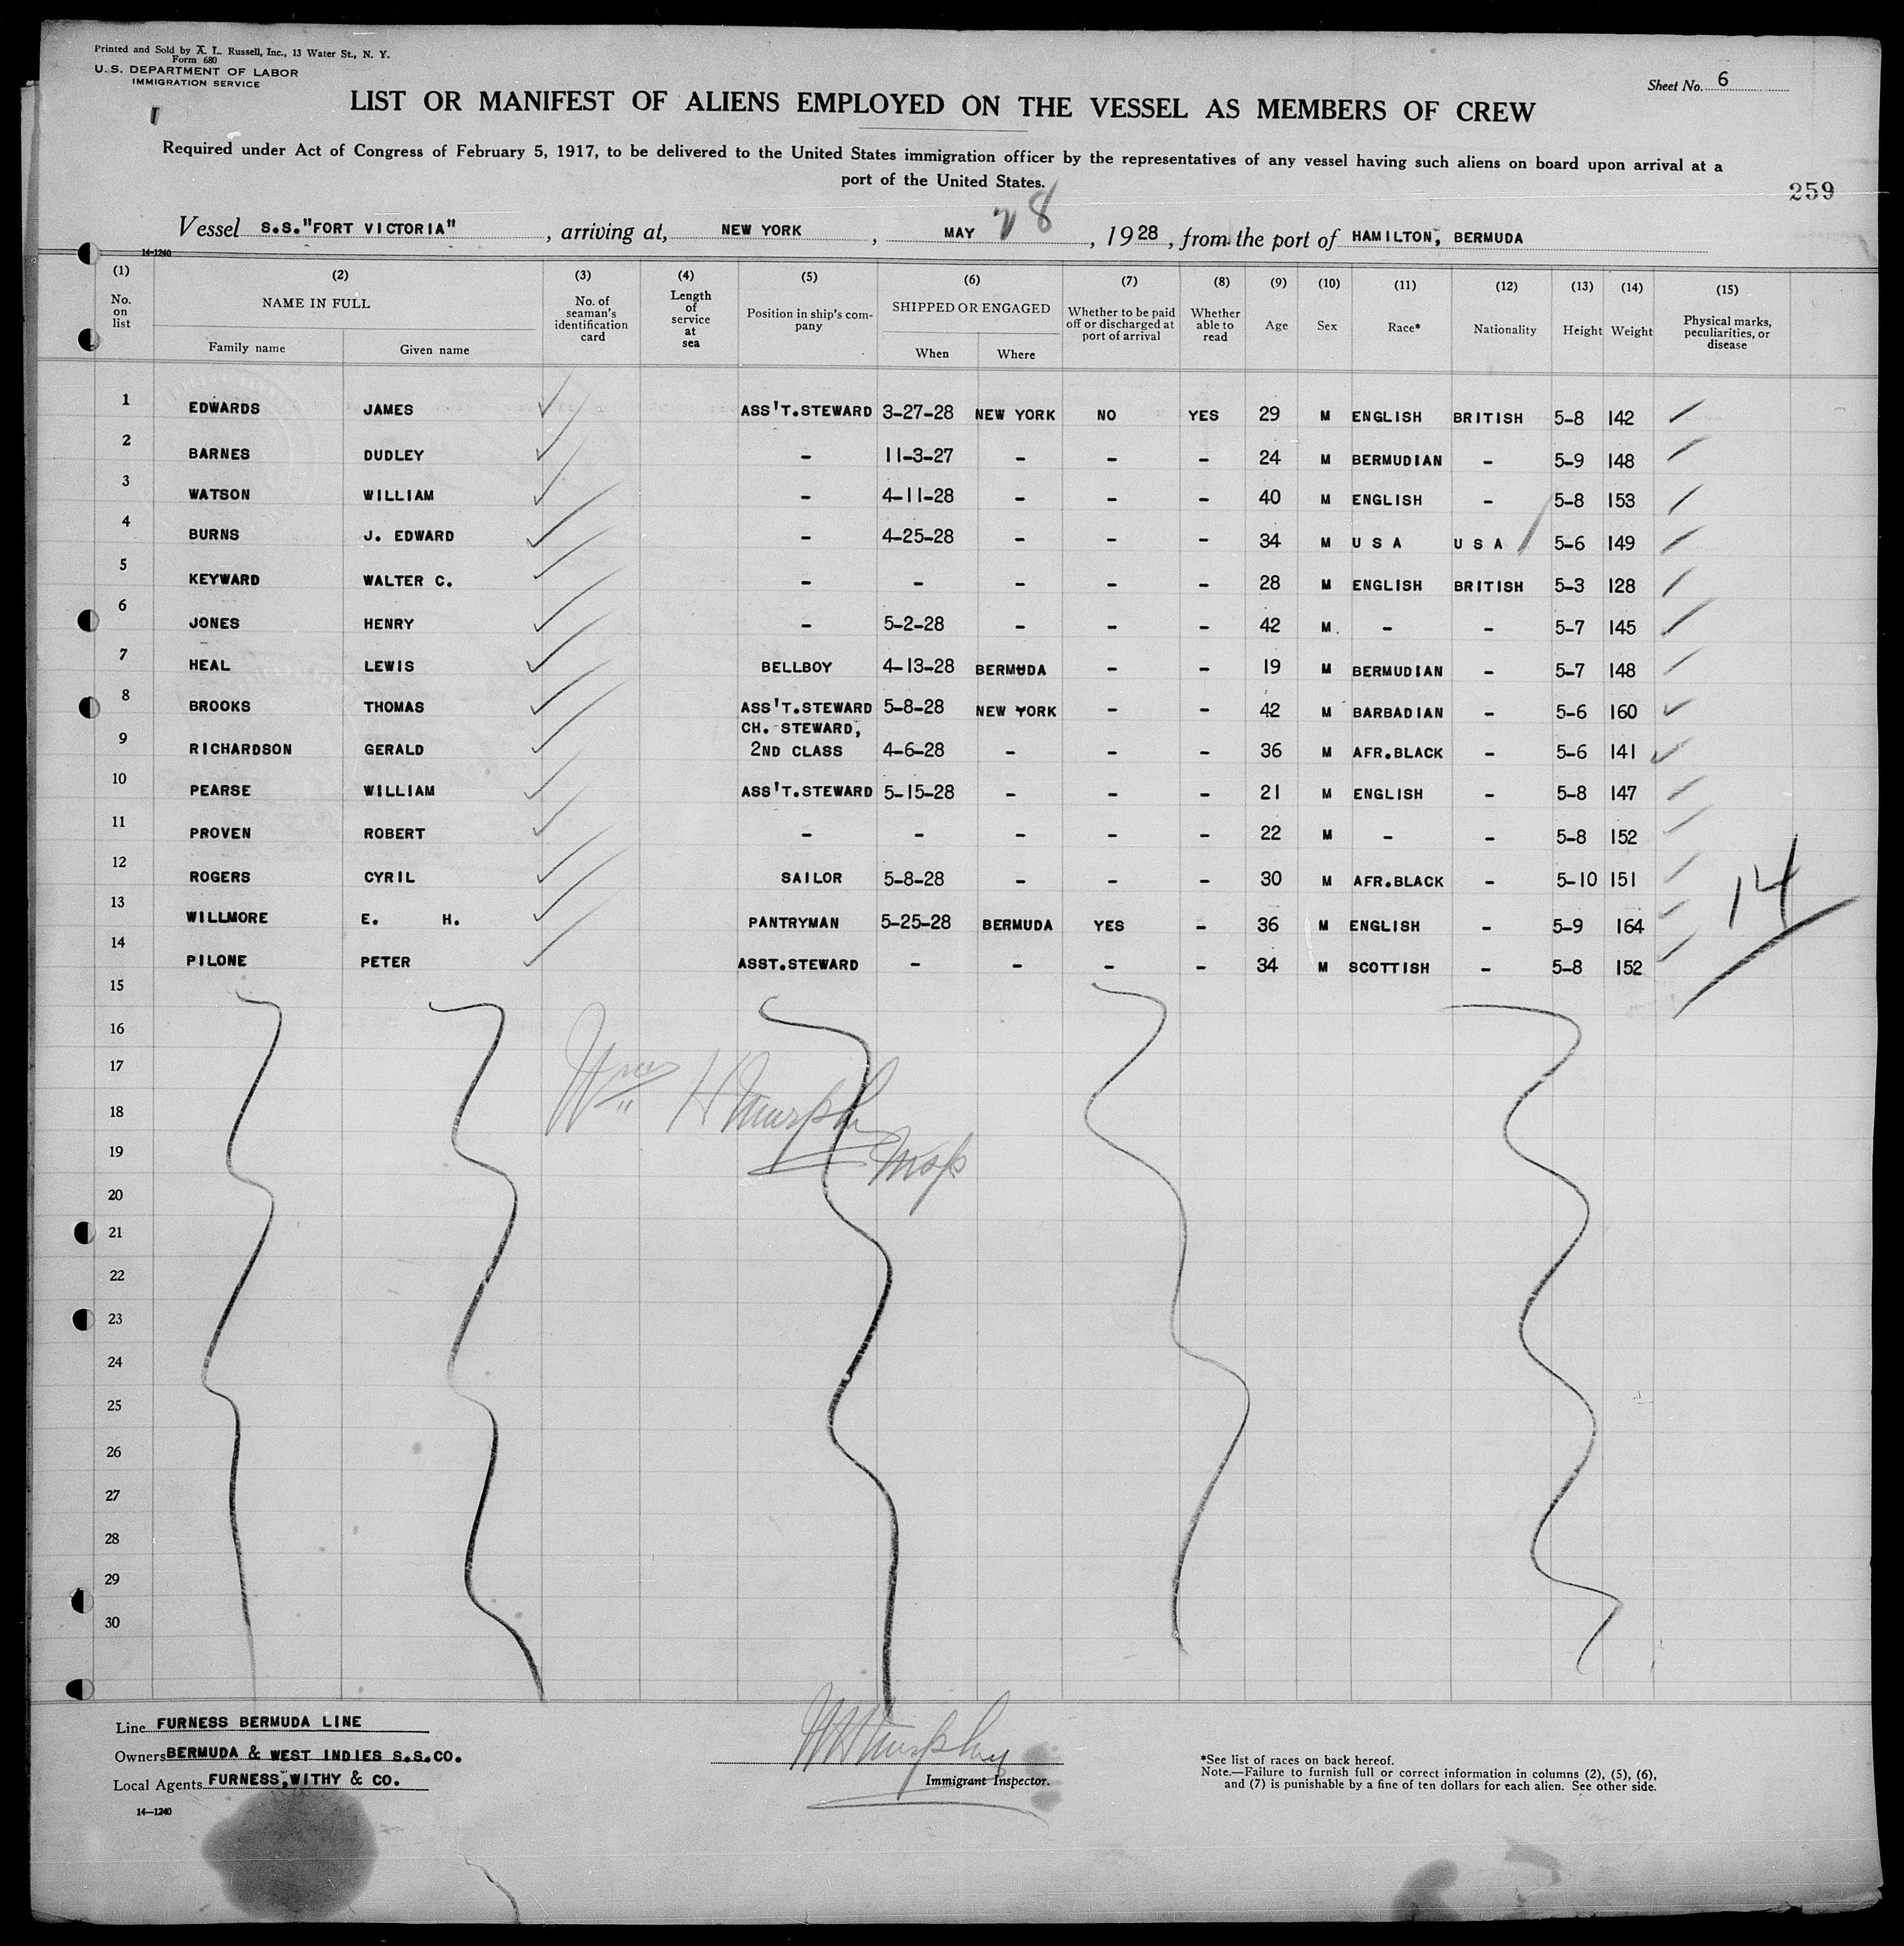 Printed and Sold by A. L. Russell, Inc., 13 Water St., N. Y.
Form 680
U.S. DEPARTMENT OF LABOR
IMMIGRATION SERVICE
Sheet No. 6
LIST OR MANIFEST OF ALIENS EMPLOYED ON THE VESSEL AS MEMBERS OF CREW
Required under Act of Congress of February 5, 1917, to be delivered to the United States immigration officer by the representatives of any vessel having such aliens on board upon arrival at a
port of the United States.
259
Vessel S.S."FORT VICTORIA", arriving at, NEW YORK, MAY 28, 1928, from the port of HAMILTON, BERMUDA
14-1240
(1) (2) (3) (4) (5) (6) (7) (8) (9) (10) (11) (12) (13) (14) (15)
No. on list NAME IN FULL No. of seaman's identification card Length of service at sea Position in ship's company SHIPPED OR ENGAGED Whether to be paid off or discharged at port of arrival Whether able to read Age Sex Race* Nationality Height Weight Physical marks, peculiarities, or disease
Family name Given name When Where
1 EDWARDS JAMES ASS'T.STEWARD 3-27-28 NEW YORK NO YES 29 M ENGLISH BRITISH 5-8 142
2 BARNES DUDLEY - 11-3-27 - - - 24 M BERMUDIAN - 5-9 148
3 WATSON WILLIAM - 4-11-28 - - - 40 M ENGLISH - 5-8 153
4 BURNS J. EDWARD - 4-25-28 - - - 34 M U S A U S A 5-6 149
5 KEYWARD WALTER C. - - - - - 28 M ENGLISH BRITISH 5-3 128
6 JONES HENRY - 5-2-28 - - - 42 M. - - 5-7 145
7 HEAL LEWIS BELLBOY 4-13-28 BERMUDA - - 19 M BERMUDIAN - 5-7 148
8 BROOKS THOMAS ASS'T.STEWARD 5-8-28 NEW YORK - - 42 M BARBADIAN - 5-6 160
9 RICHARDSON GERALD CH. STEWARD, 2ND CLASS 4-6-28 - - - 36 M AFR.BLACK - 5-6 141
10 PEARSE WILLIAM ASS'T.STEWARD 5-15-28 - - - 21 M ENGLISH - 5-8 147
11 PROVEN ROBERT - - - - - 22 M - - 5-8 152
12 ROGERS CYRIL SAILOR 5-8-28 - - - 30 M AFR.BLACK - 5-10 151
13 WILLMORE E. H. PANTRYMAN 5-25-28 BERMUDA YES - 36 M ENGLISH - 5-9 164
14 PILONE PETER ASST.STEWARD - - - - 34 M SCOTTISH - 5-8 152
14
15
16
17
18
Wm H Murphy
19
Insp
20
21
22
23
24
25
26
27
28
29
30
Line FURNESS BERMUDA LINE
Owners BERMUDA & WEST INDIES S.S.CO.
Local Agents FURNESS,WITHY & CO.
14-1240
WH Murphy
Immigrant Inspector.
*See list of races on back hereof.
Note.—Failure to furnish full or correct information in columns (2), (5), (6),
and (7) is punishable by a fine of ten dollars for each alien. See other side.